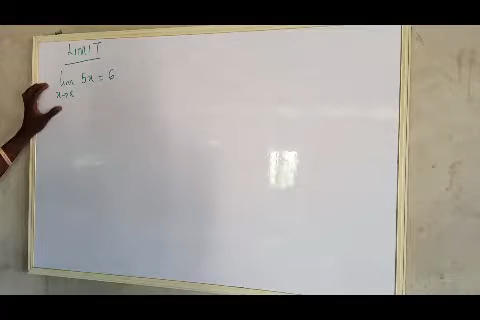 LIMIT
lim 5x = 6
x→